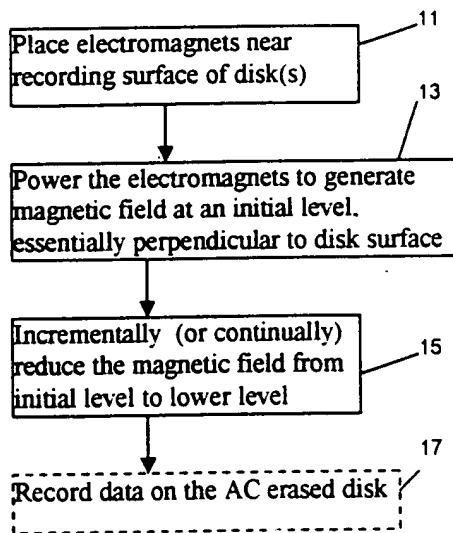 11
Place electromagnets near
recording surface of disk(s)
13
Power the electromagnets to generate
magnetic field at an initial level.
essentially perpendicular to disk surface
15
Incrementally (or continually)
reduce the magnetic field from
initial level to lower level
17
Record data on the AC erased disk